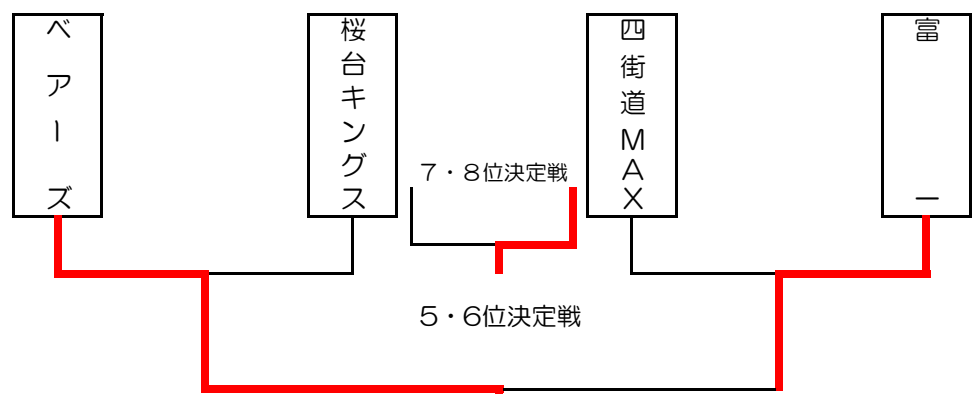 ベアーズ
桜台キングス
四街道MAX
富一
7・8位決定戦
5・6位決定戦